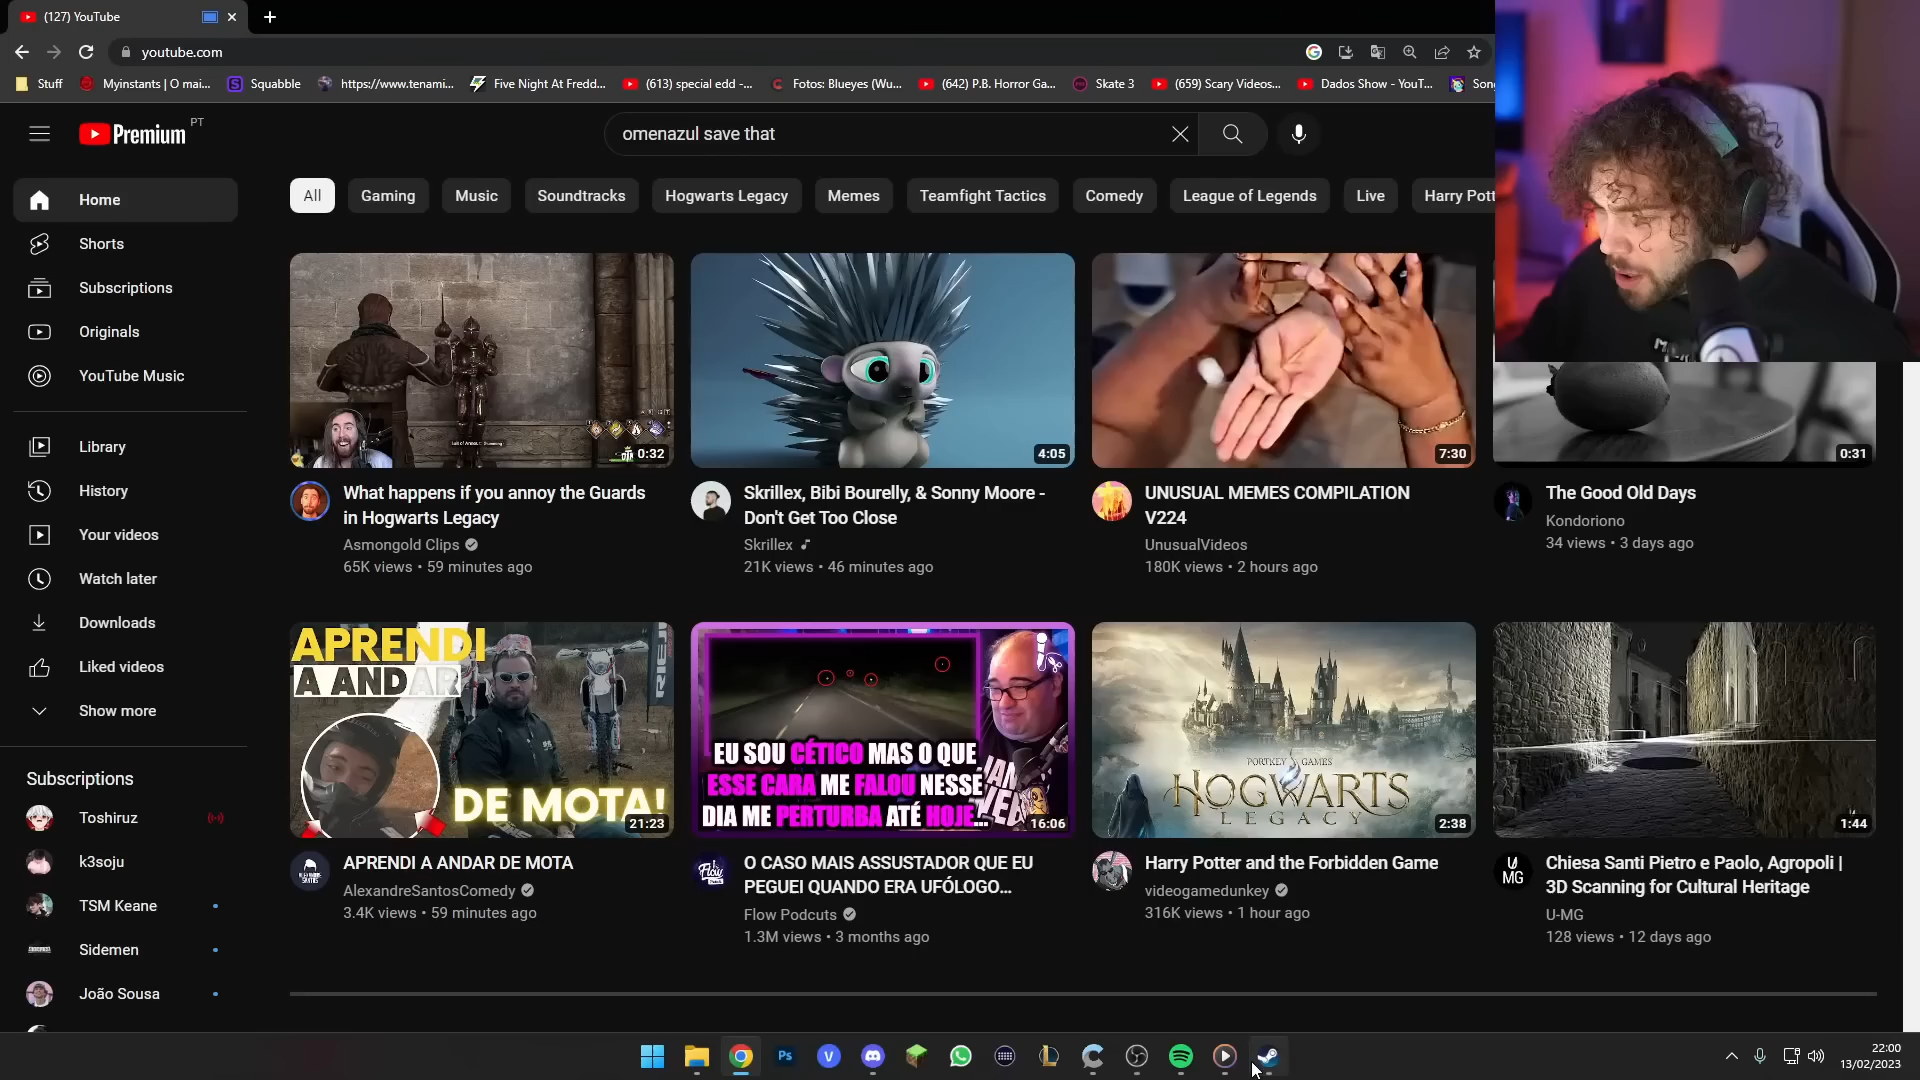 (127) YouTube
youtube.com
Stuff
Myinstants | O mai...
Squabble
https://www.tenami...
Five Night At Fredd...
(613) special edd -...
Fotos: Blueyes (Wu...
(642) P.B. Horror Ga...
Skate 3
(659) Scary Videos...
Dados Show - YouT...
Song
Premium PT
omenazul save that
Home
Shorts
Subscriptions
Originals
YouTube Music
Library
History
Your videos
Watch later
Downloads
Liked videos
Show more
Subscriptions
Toshiruz
k3soju
TSM Keane
Sidemen
João Sousa
All
Gaming
Music
Soundtracks
Hogwarts Legacy
Memes
Teamfight Tactics
Comedy
League of Legends
Live
Harry Pott
0:32
What happens if you annoy the Guards
in Hogwarts Legacy
Asmongold Clips
65K views • 59 minutes ago
4:05
Skrillex, Bibi Bourelly, & Sonny Moore -
Don't Get Too Close
Skrillex
21K views • 46 minutes ago
7:30
UNUSUAL MEMES COMPILATION
V224
UnusualVideos
180K views • 2 hours ago
0:31
The Good Old Days
Kondoriono
34 views • 3 days ago
APRENDI
A ANDAR
DE MOTA!
21:23
APRENDI A ANDAR DE MOTA
AlexandreSantosComedy
3.4K views • 59 minutes ago
EU SOU CÉTICO MAS O QUE
ESSE CARA ME FALOU NESSE
DIA ME PERTURBA ATÉ HOJE...
16:06
Flow
O CASO MAIS ASSUSTADOR QUE EU
PEGUEI QUANDO ERA UFÓLOGO...
Flow Podcuts
1.3M views • 3 months ago
PORTKEY GAMES
HOGWARTS
LEGACY
2:38
Harry Potter and the Forbidden Game
videogamedunkey
316K views • 1 hour ago
1:44
U
MG
Chiesa Santi Pietro e Paolo, Agropoli |
3D Scanning for Cultural Heritage
U-MG
128 views • 12 days ago
Ps
V
22:00
13/02/2023